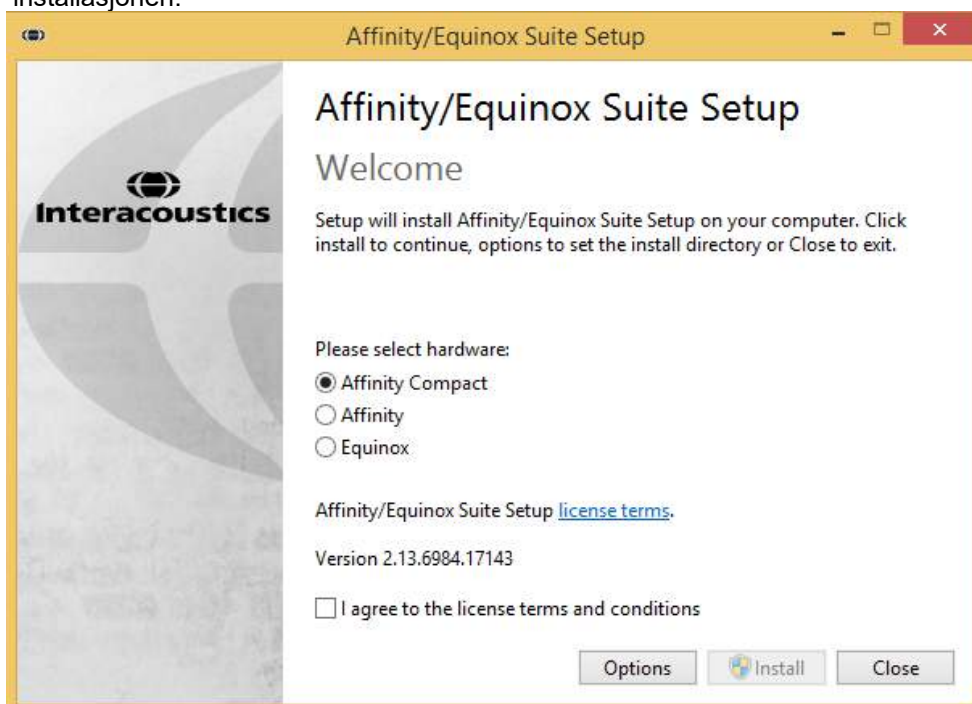 installasjonen.
Affinity/Equinox Suite Setup
Affinity/Equinox Suite Setup
Welcome
Interacoustics
Setup will install Affinity/Equinox Suite Setup on your computer. Click
install to continue, options to set the install directory or Close to exit.
Please select hardware:
Affinity Compact
Affinity
Equinox
Affinity/Equinox Suite Setup license terms.
Version 2.13.6984.17143
I agree to the license terms and conditions
Options Install Close